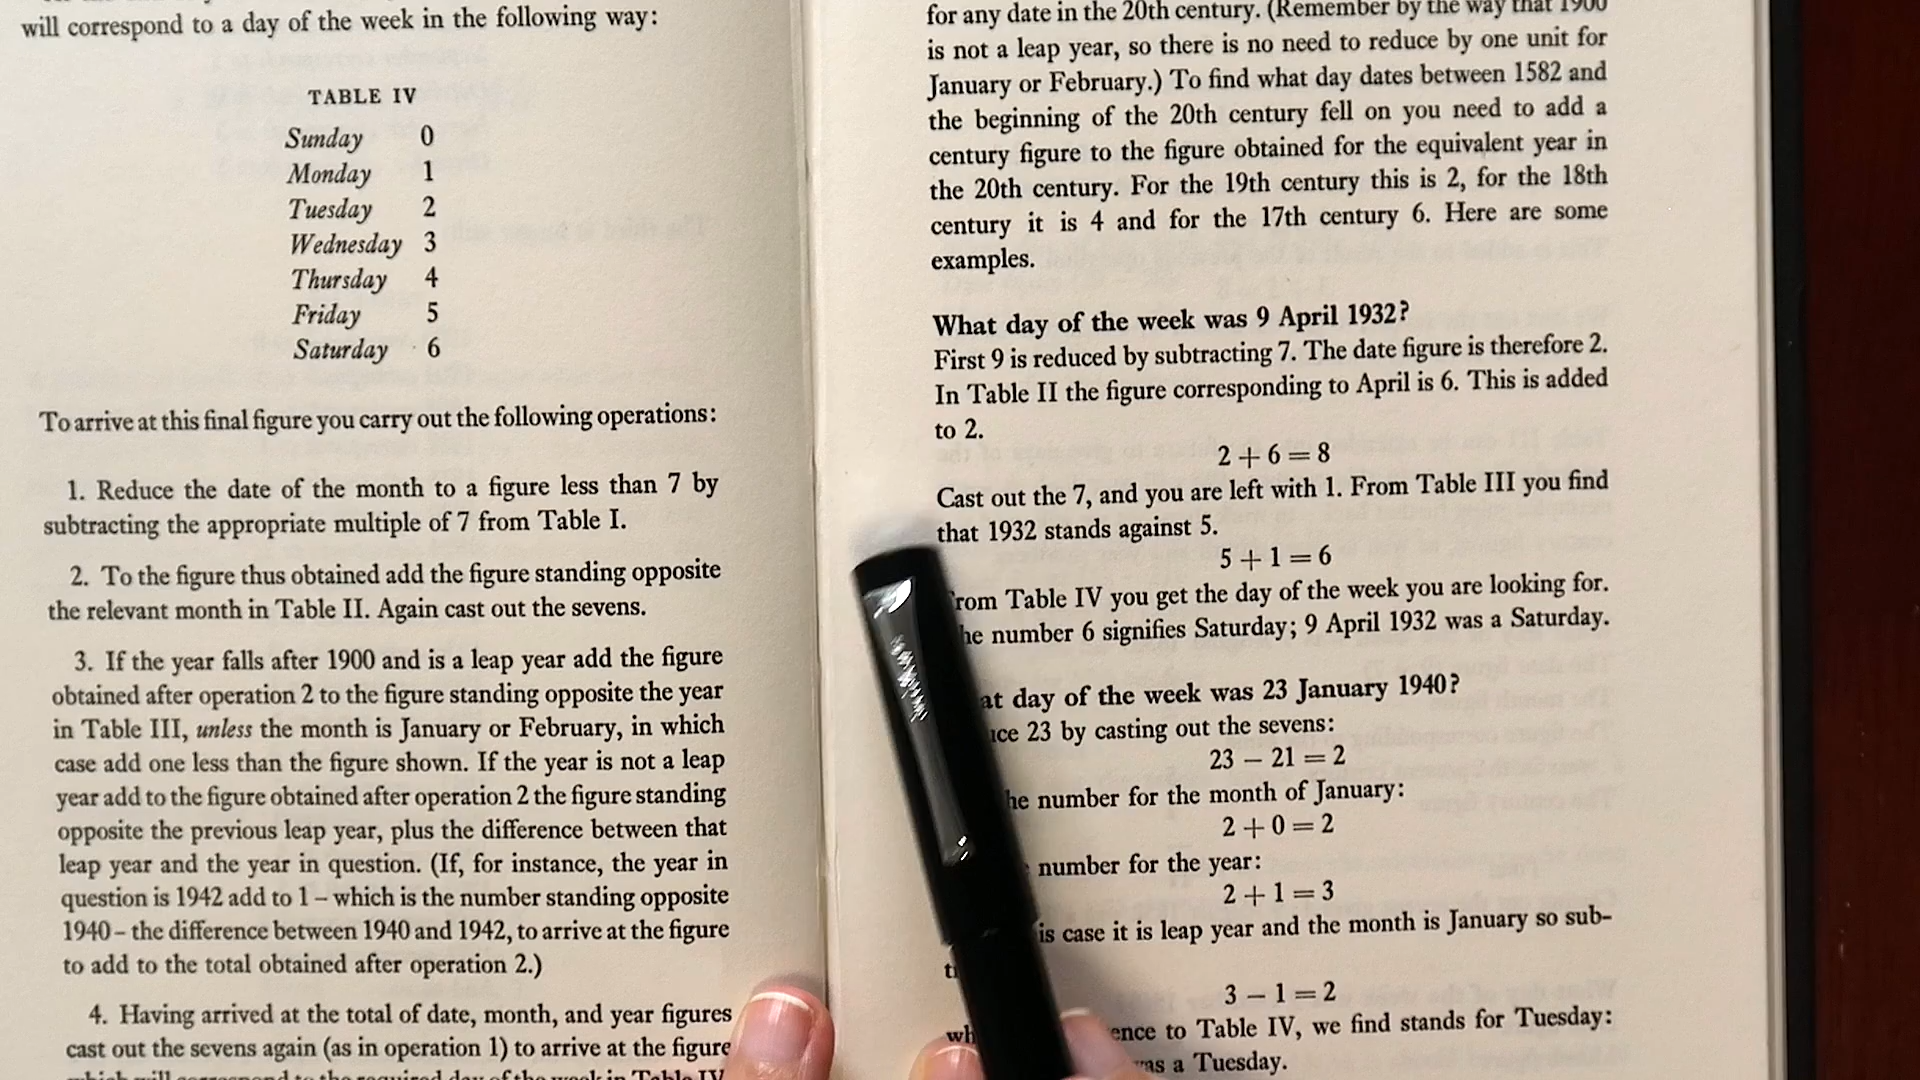 will correspond to a day of the week in the following way:
TABLE IV
Sunday 0
Monday 1
Tuesday 2
Wednesday 3
Thursday 4
Friday 5
Saturday 6
To arrive at this final figure you carry out the following operations:
1. Reduce the date of the month to a figure less than 7 by
subtracting the appropriate multiple of 7 from Table I.
2. To the figure thus obtained add the figure standing opposite
the relevant month in Table II. Again cast out the sevens.
3. If the year falls after 1900 and is a leap year add the figure
obtained after operation 2 to the figure standing opposite the year
in Table III, unless the month is January or February, in which
case add one less than the figure shown. If the year is not a leap
year add to the figure obtained after operation 2 the figure standing
opposite the previous leap year, plus the difference between that
leap year and the year in question. (If, for instance, the year in
question is 1942 add to 1 – which is the number standing opposite
1940 – the difference between 1940 and 1942, to arrive at the figure
to add to the total obtained after operation 2.)
4. Having arrived at the total of date, month, and year figures
cast out the sevens again (as in operation 1) to arrive at the figure
which will correspond to the required day of the week in Table IV
for any date in the 20th century. (Remember by the way that 1900
is not a leap year, so there is no need to reduce by one unit for
January or February.) To find what day dates between 1582 and
the beginning of the 20th century fell on you need to add a
century figure to the figure obtained for the equivalent year in
the 20th century. For the 19th century this is 2, for the 18th
century it is 4 and for the 17th century 6. Here are some
examples.
What day of the week was 9 April 1932?
First 9 is reduced by subtracting 7. The date figure is therefore 2.
In Table II the figure corresponding to April is 6. This is added
to 2.
2 + 6 = 8
Cast out the 7, and you are left with 1. From Table III you find
that 1932 stands against 5.
5 + 1 = 6
rom Table IV you get the day of the week you are looking for.
he number 6 signifies Saturday; 9 April 1932 was a Saturday.
at day of the week was 23 January 1940?
uce 23 by casting out the sevens:
23 – 21 = 2
he number for the month of January:
2 + 0 = 2
number for the year:
2 + 1 = 3
is case it is leap year and the month is January so sub-
3 – 1 = 2
ence to Table IV, we find stands for Tuesday:
was a Tuesday.